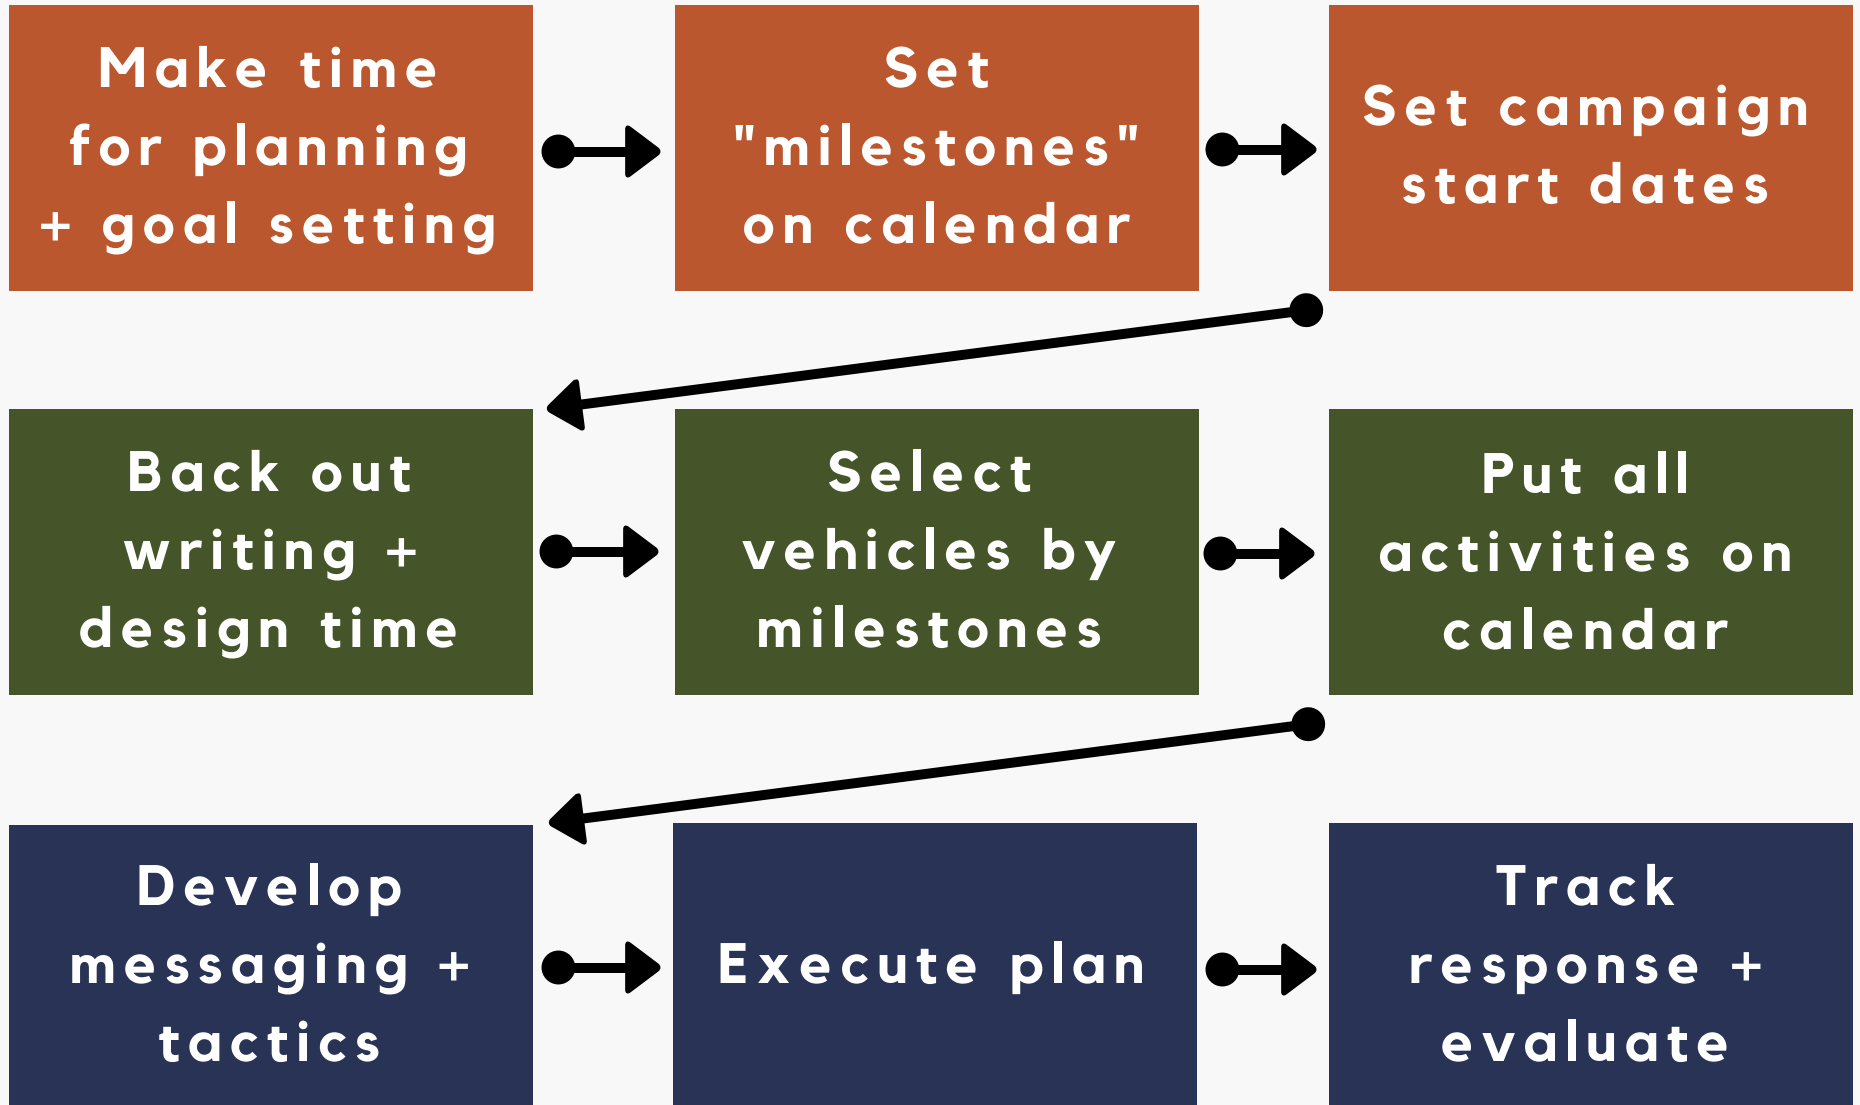 Make time
for planning
+ goal setting
Set
"milestones"
on calendar
Set campaign
start dates
Back out
writing +
design time
Select
vehicles by
milestones
Put all
activities on
calendar
Develop
messaging +
tactics
Execute plan
Track
response +
evaluate